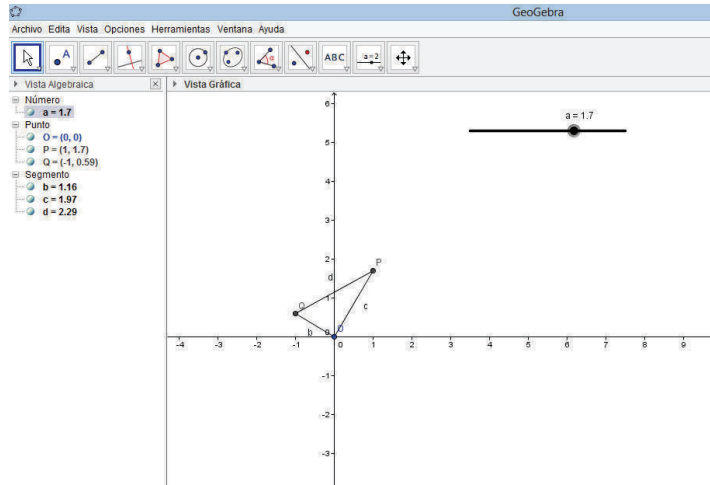 GeoGebra
Archivo Edita Vista Opciones Herramientas Ventana Ayuda
A
α
ABC
a=2
Vista Algebraica
Vista Gráfica
Número
a = 1.7
Punto
O = (0, 0)
P = (1, 1.7)
Q = (-1, 0.59)
Segmento
b = 1.16
c = 1.97
d = 2.29
a = 1.7
6
5
4
3
2
1
0
-1
-2
-3
-4 -3 -2 -1 0 1 2 3 4 5 6 7 8 9
P
d
Q
c
b
O